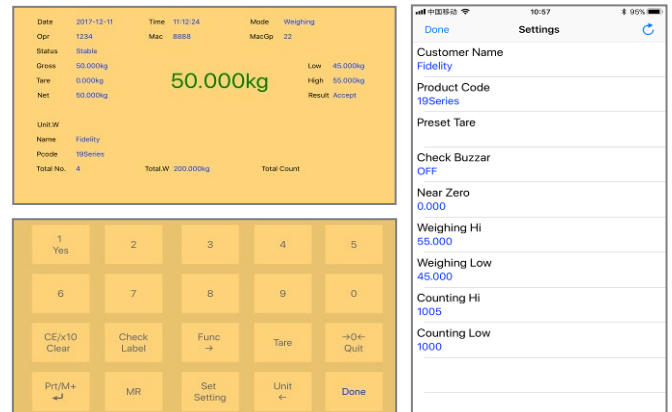 Date 2017-12-11 Time 11:12:24 Mode Weighing
Opr 1234 Mac 8888 MacGp 22
Status Stable
Gross 50.000kg Low 45.000kg
Tare 0.000kg 50.000kg High 55.000kg
Net 50.000kg Result Accept
Unit.W
Name Fidelity
Pcode 19Series
Total No. 4 Total.W 200.000kg Total Count
1 2 3 4 5
Yes
6 7 8 9 0
CE/x10 Check Func Tare →0←
Clear Label → Quit
Prt/M+ MR Set Unit Done
↵ Setting ←
中国移动 10:57 95%
Done Settings
Customer Name
Fidelity
Product Code
19Series
Preset Tare
Check Buzzar
OFF
Near Zero
0.000
Weighing Hi
55.000
Weighing Low
45.000
Counting Hi
1005
Counting Low
1000